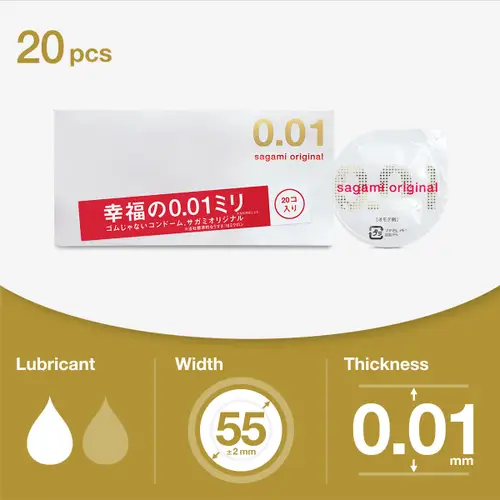 20 pcs
0.01
sagami original
幸福の0.01ミリ
ゴムじゃないコンドーム、サガミオリジナル
20コ
入り
0.01
sagami original
Lubricant
Width
Thickness
55
±2 mm
0.01
mm